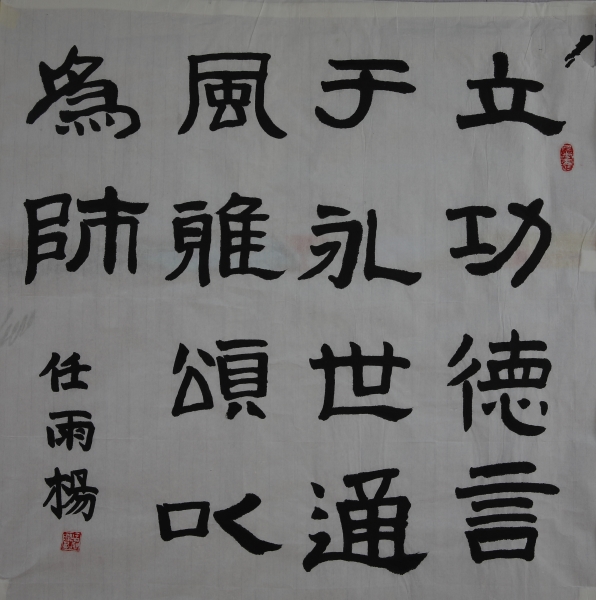 立功德言
于永世通
風雅頌以
為師
任雨楊